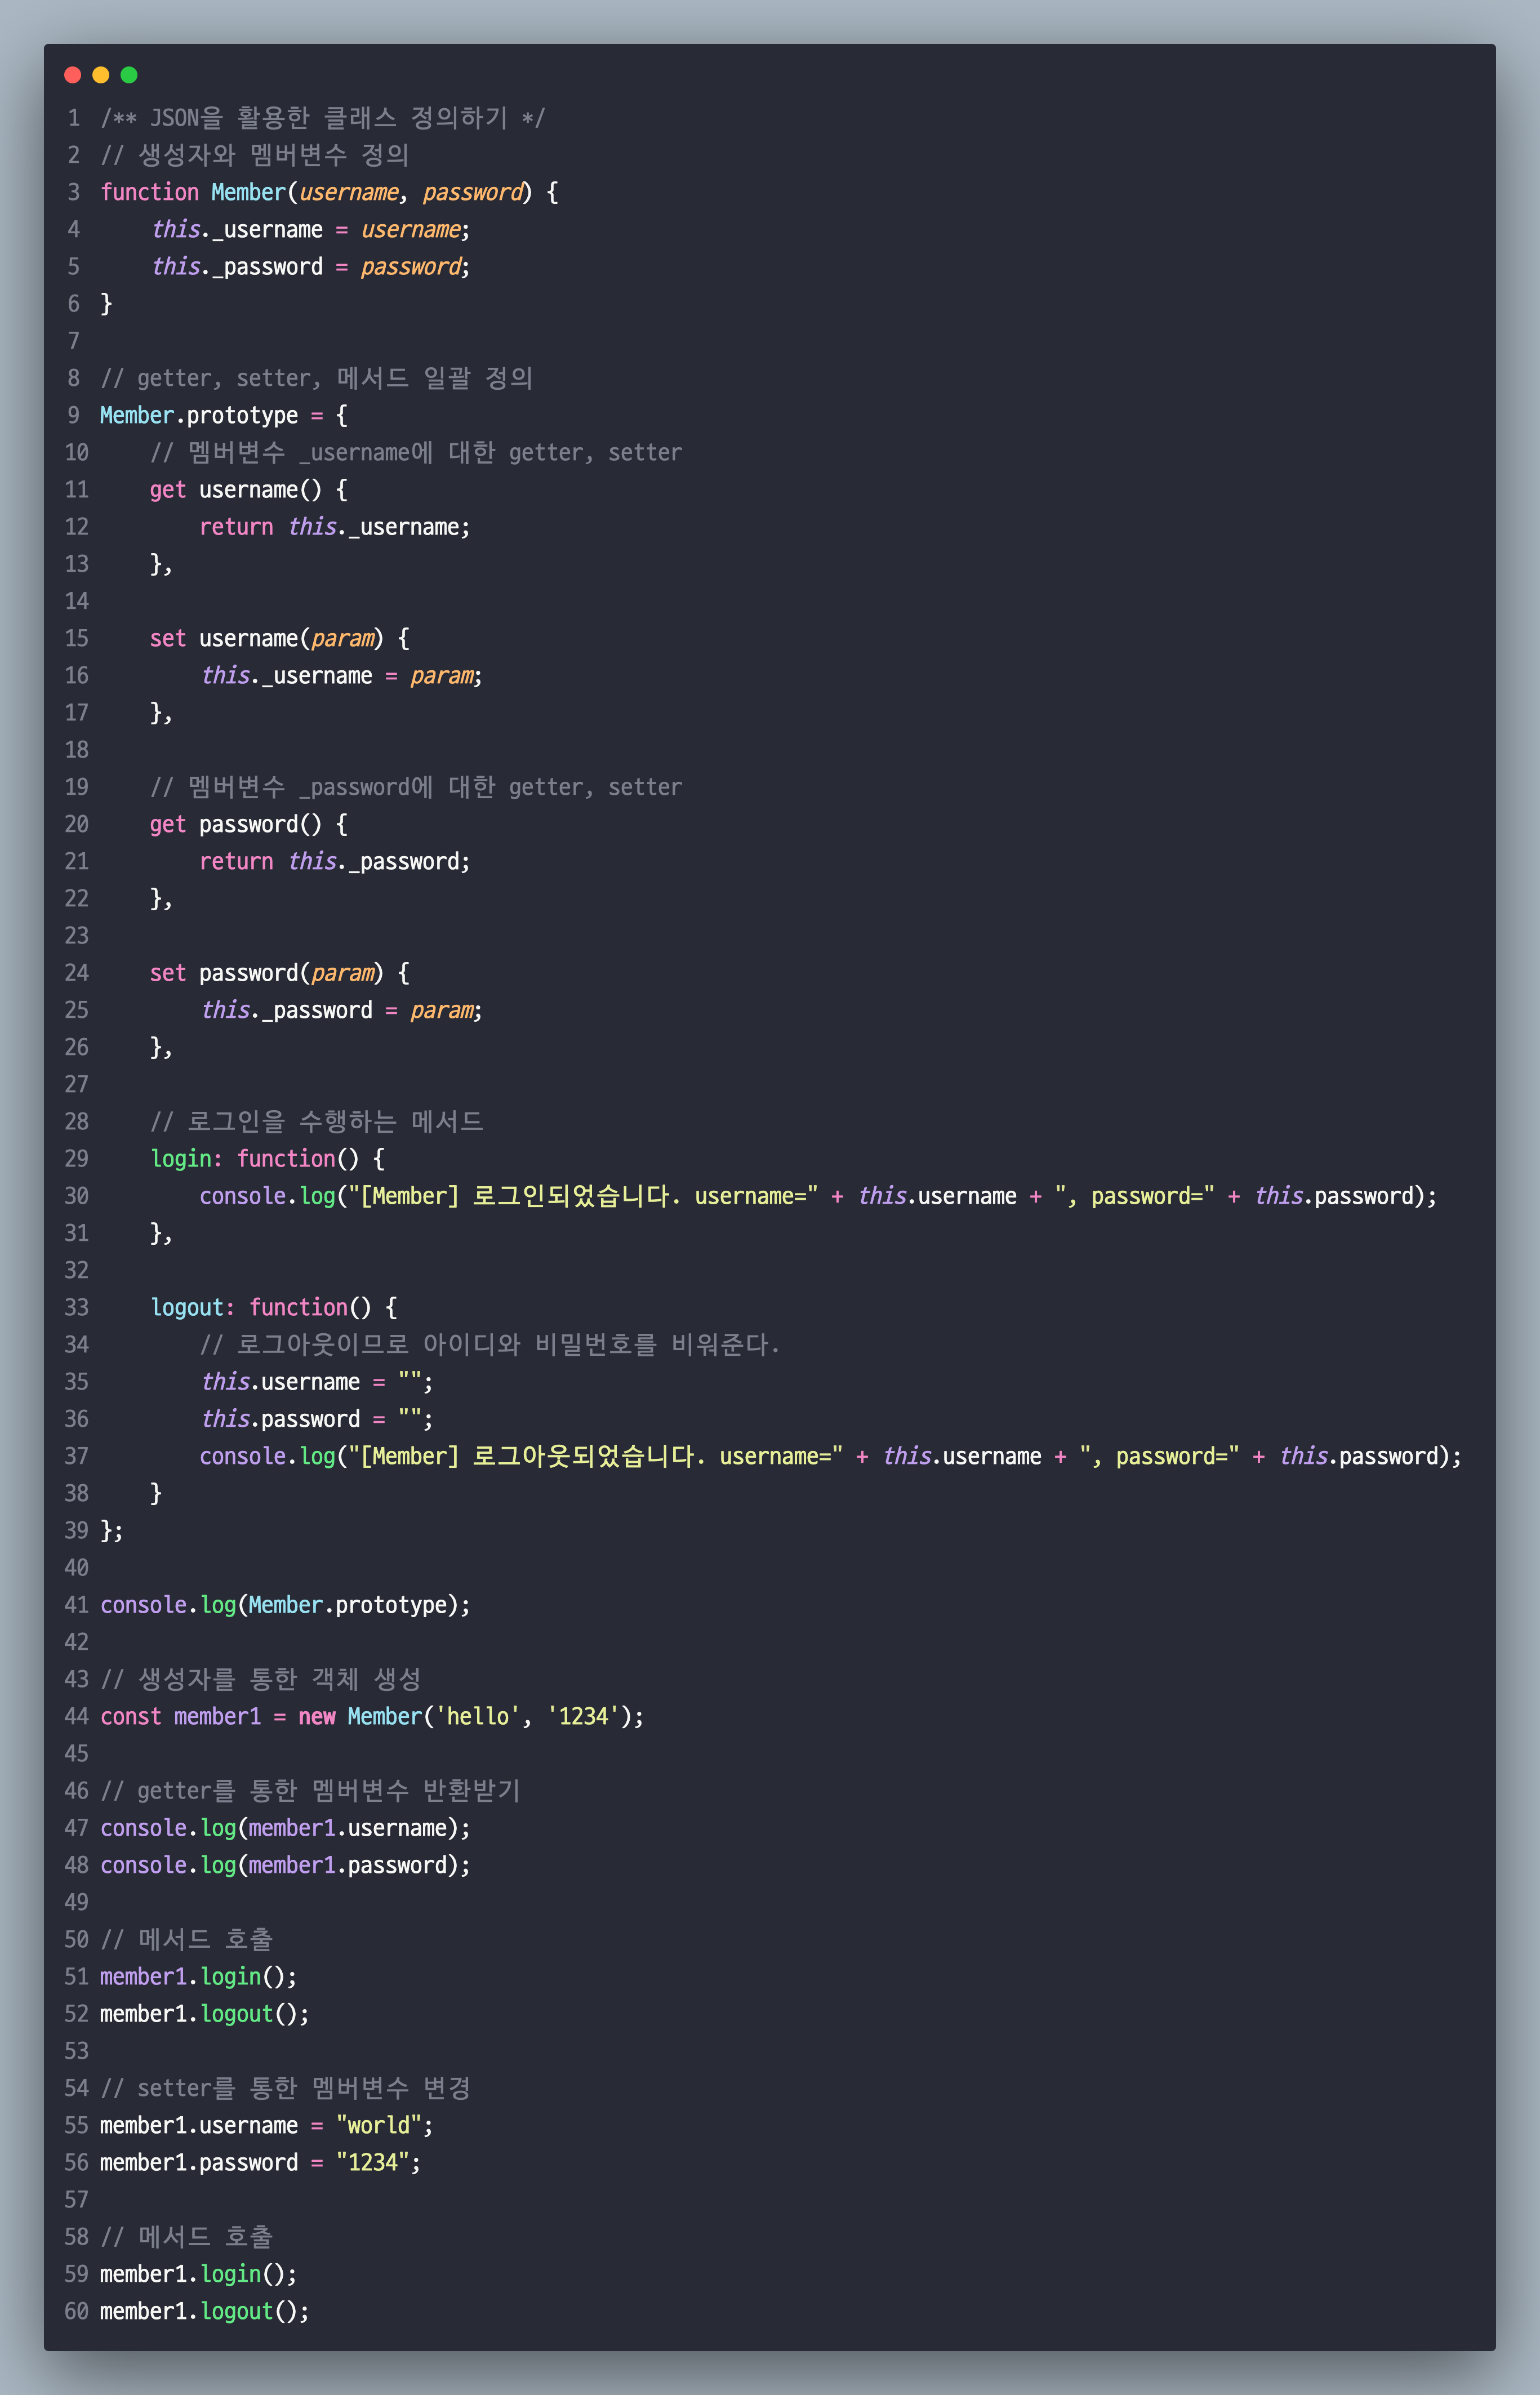 1 /** JSON을 활용한 클래스 정의하기 */
2 // 생성자와 멤버변수 정의
3 function Member(username, password) {
4     this._username = username;
5     this._password = password;
6 }
7
8 // getter, setter, 메서드 일괄 정의
9 Member.prototype = {
10     // 멤버변수 _username에 대한 getter, setter
11     get username() {
12         return this._username;
13     },
14
15     set username(param) {
16         this._username = param;
17     },
18
19     // 멤버변수 _password에 대한 getter, setter
20     get password() {
21         return this._password;
22     },
23
24     set password(param) {
25         this._password = param;
26     },
27
28     // 로그인을 수행하는 메서드
29     login: function() {
30         console.log("[Member] 로그인되었습니다. username=" + this.username + ", password=" + this.password);
31     },
32
33     logout: function() {
34         // 로그아웃이므로 아이디와 비밀번호를 비워준다.
35         this.username = "";
36         this.password = "";
37         console.log("[Member] 로그아웃되었습니다. username=" + this.username + ", password=" + this.password);
38     }
39 };
40
41 console.log(Member.prototype);
42
43 // 생성자를 통한 객체 생성
44 const member1 = new Member('hello', '1234');
45
46 // getter를 통한 멤버변수 반환받기
47 console.log(member1.username);
48 console.log(member1.password);
49
50 // 메서드 호출
51 member1.login();
52 member1.logout();
53
54 // setter를 통한 멤버변수 변경
55 member1.username = "world";
56 member1.password = "1234";
57
58 // 메서드 호출
59 member1.login();
60 member1.logout();